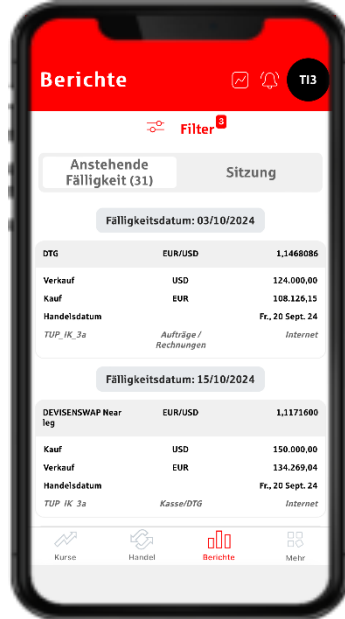 Berichte
TI3
Filter 3
Anstehende
Fälligkeit (31)
Sitzung
Fälligkeitsdatum: 03/10/2024
DTG EUR/USD 1,1468086
Verkauf USD 124.000,00
Kauf EUR 108.126,15
Handelsdatum Fr., 20 Sept. 24
TUP_IK_3a Aufträge / Internet
Rechnungen
Fälligkeitsdatum: 15/10/2024
DEVISENSWAP Near EUR/USD 1,1171600
leg
Kauf USD 150.000,00
Verkauf EUR 134.269,04
Handelsdatum Fr., 20 Sept. 24
TUP IK 3a Kasse/DTG Internet
Kurse Handel Berichte Mehr